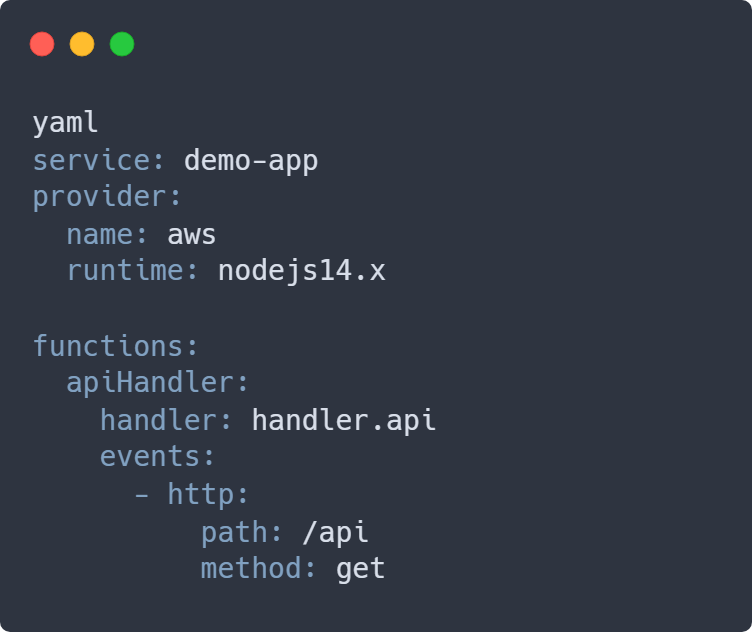 yaml
service: demo-app
provider:
  name: aws
  runtime: nodejs14.x

functions:
  apiHandler:
    handler: handler.api
    events:
      - http:
          path: /api
          method: get